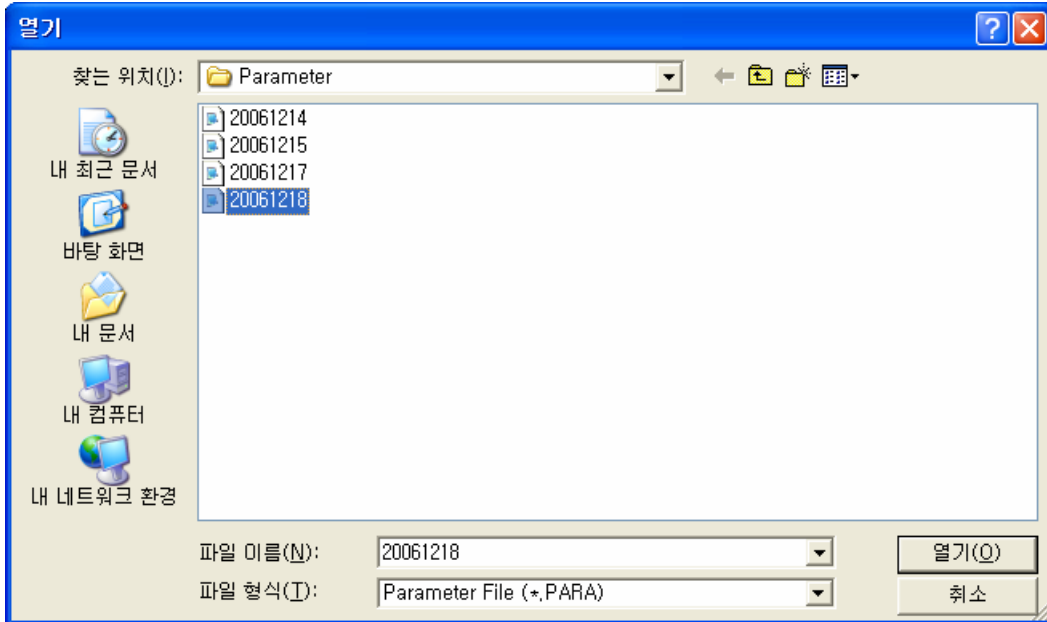 열기
찾는 위치(I): Parameter
20061214
20061215
20061217
20061218
내 최근 문서
바탕 화면
내 문서
내 컴퓨터
내 네트워크 환경
파일 이름(N): 20061218 열기(O)
파일 형식(T): Parameter File (*.PARA) 취소